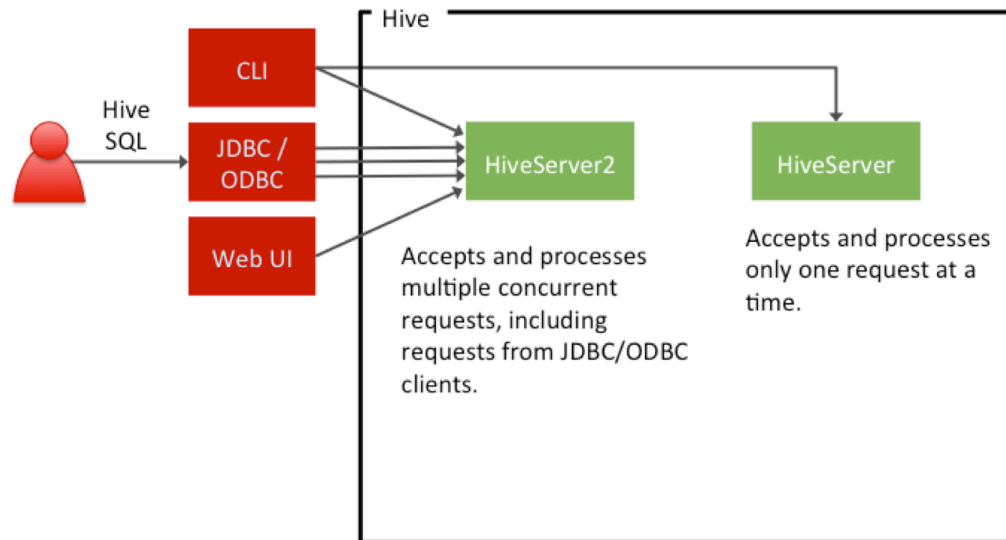 Hive
CLI
Hive
SQL
JDBC /
ODBC
HiveServer2
HiveServer
Web UI
Accepts and processes
multiple concurrent
requests, including
requests from JDBC/ODBC
clients.
Accepts and processes
only one request at a
time.